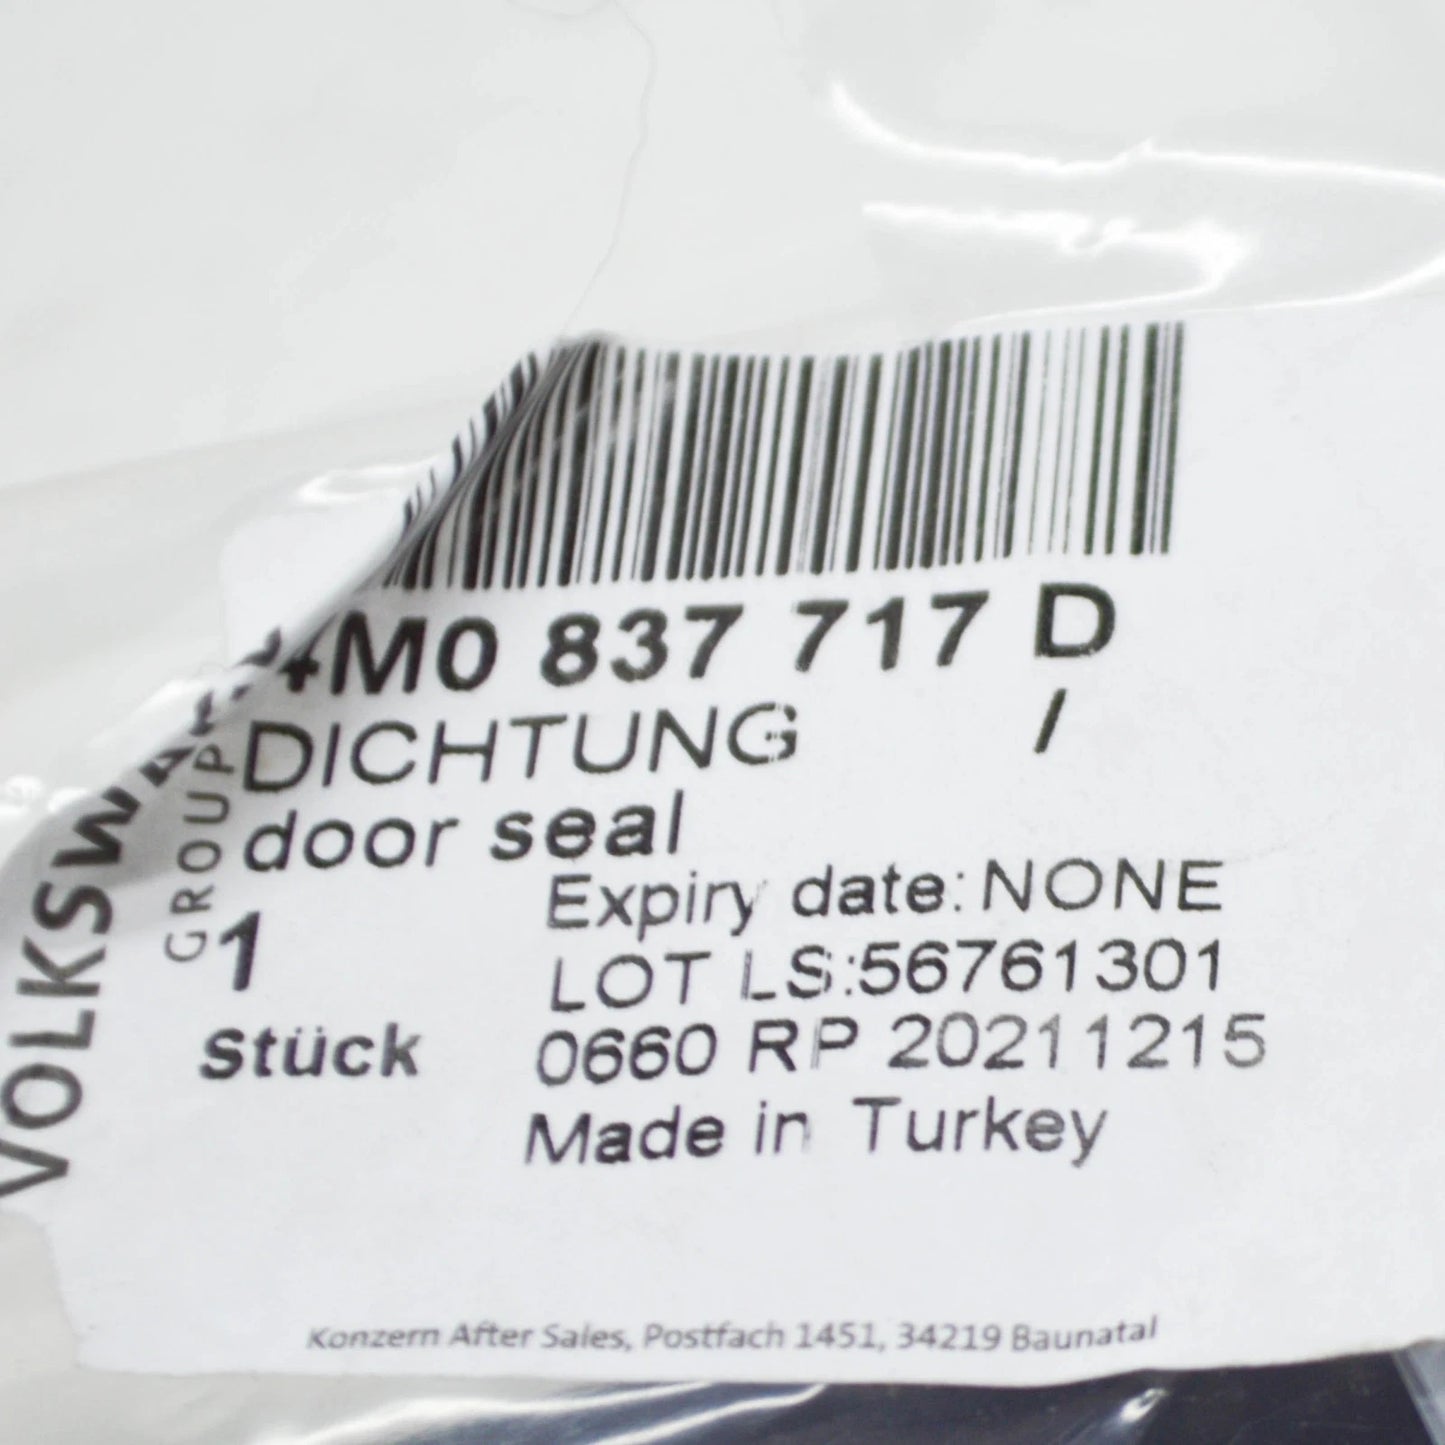 4M0 837 717 D
DICHTUNG /
door seal
1
Stück
Expiry date: NONE
LOT LS:56761301
0660 RP 20211215
Made in Turkey
GROUP
Konzern After Sales, Postfach 1451, 34219 Baunatal